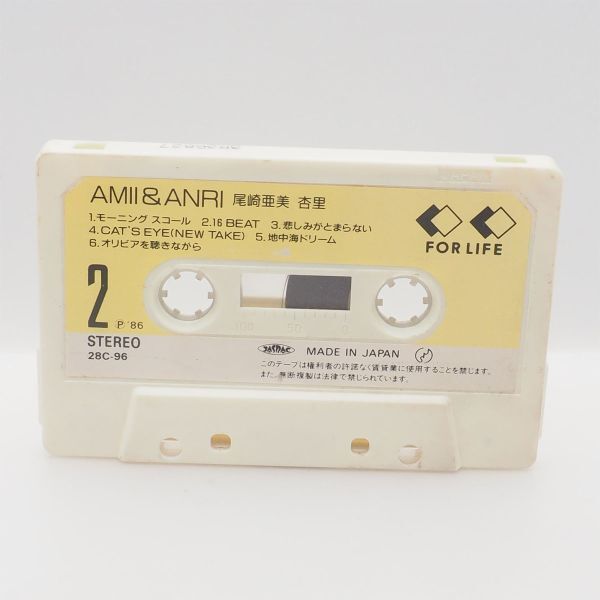 AMII&ANRI 尾崎亜美 杏里
1.モーニング スコール 2.16 BEAT 3.悲しみがとまらない
4.CAT'S EYE(NEW TAKE) 5.地中海ドリーム
6.オリビアを聴きながら
FOR LIFE
2
Ⓟ'86
STEREO
28C-96
100 50 0
MADE IN JAPAN
このテープは権利者の許諾なく賃貸業に使用することを禁じます。
また、無断複製は法律で禁じられています。